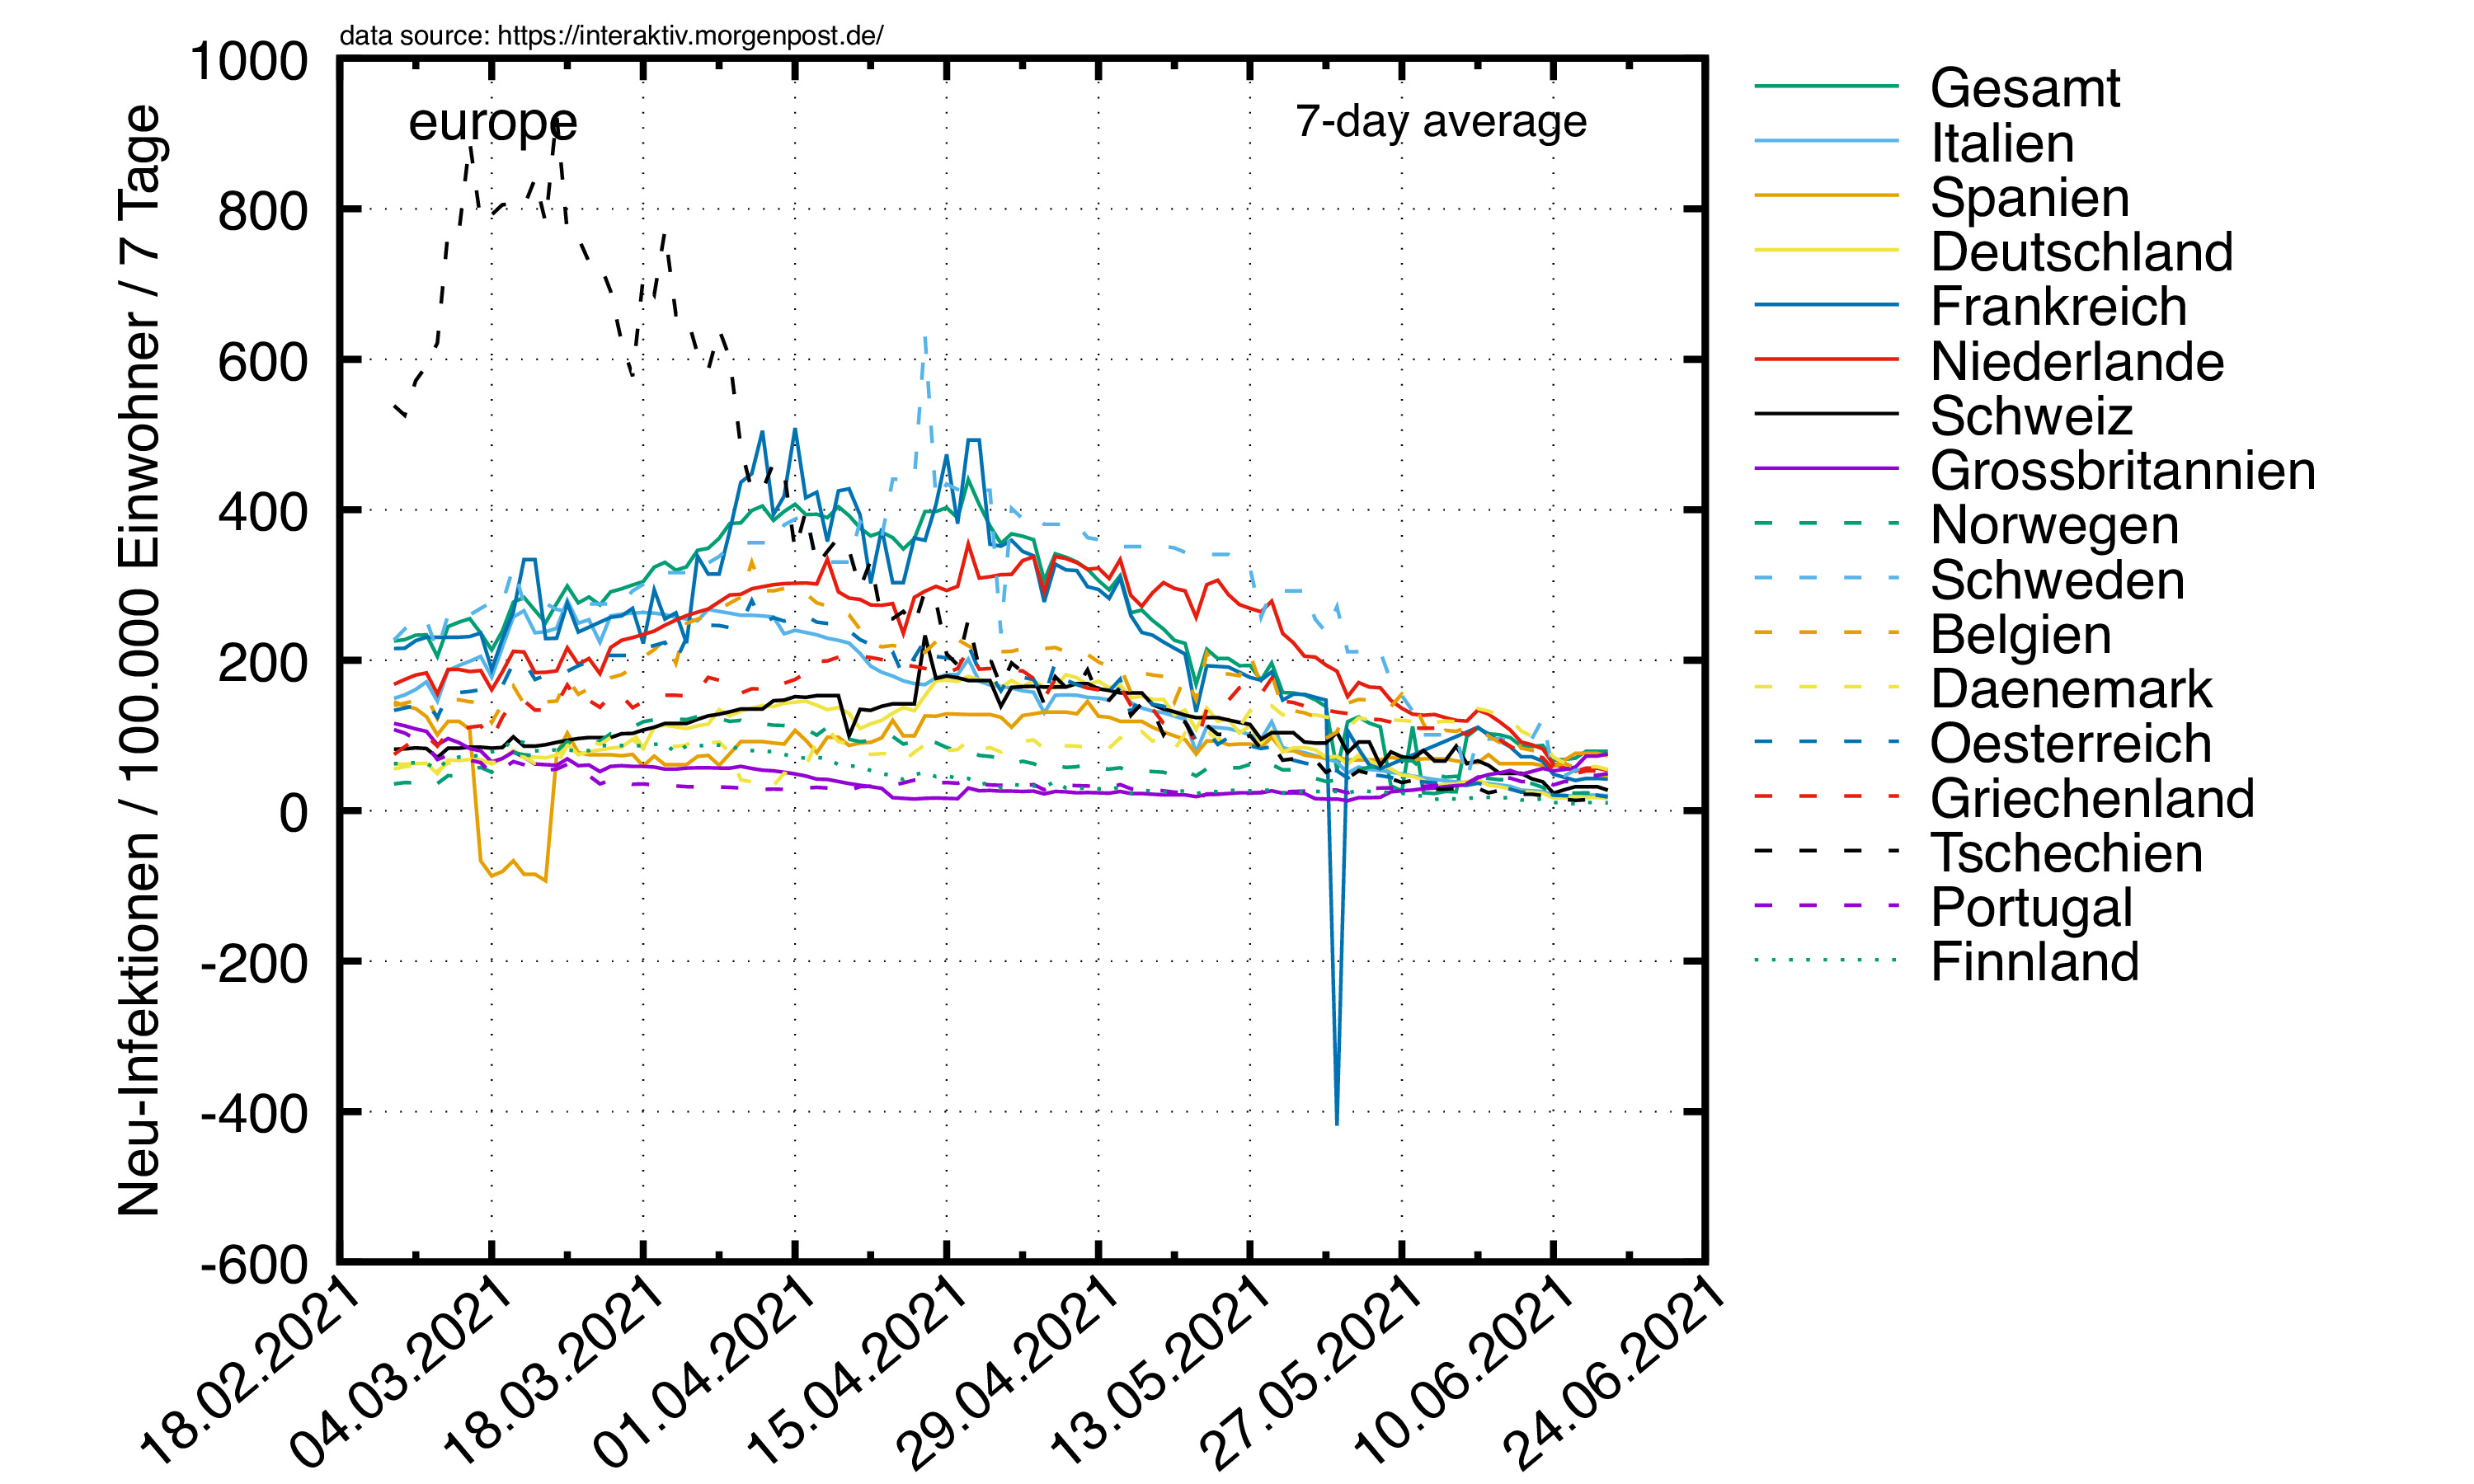 data source: https://interaktiv.morgenpost.de/
europe
7-day average
Neu-Infektionen / 100.000 Einwohner / 7 Tage
1000
800
600
400
200
0
-200
-400
-600
18.02.2021
04.03.2021
18.03.2021
01.04.2021
15.04.2021
29.04.2021
13.05.2021
27.05.2021
10.06.2021
24.06.2021
Gesamt
Italien
Spanien
Deutschland
Frankreich
Niederlande
Schweiz
Grossbritannien
Norwegen
Schweden
Belgien
Daenemark
Oesterreich
Griechenland
Tschechien
Portugal
Finnland